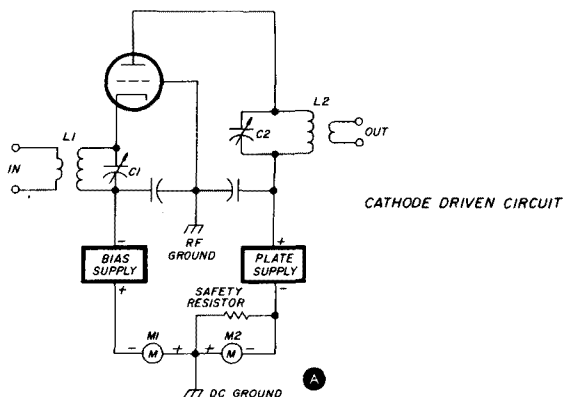 L2
OUT
C2
L1
IN
C1
CATHODE DRIVEN CIRCUIT
RF
GROUND
-
BIAS
SUPPLY
+
+
PLATE
SUPPLY
-
SAFETY
RESISTOR
M1
M2
- M + + M -
DC GROUND
A